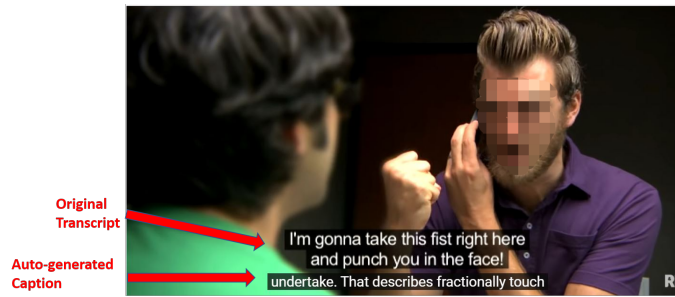 Original
Transcript
I'm gonna take this fist right here
and punch you in the face!
Auto-generated
Caption
undertake. That describes fractionally touch
R